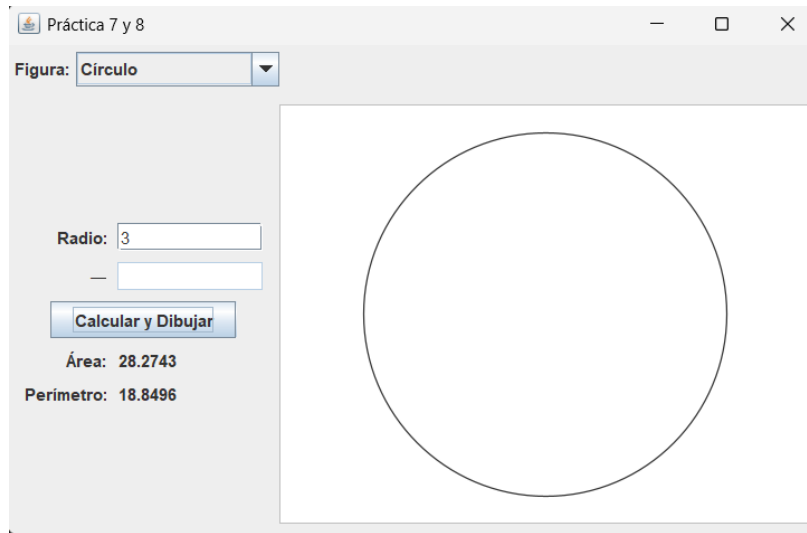 Práctica 7 y 8
Figura: Círculo
Radio: 3
—
Calcular y Dibujar
Área: 28.2743
Perímetro: 18.8496